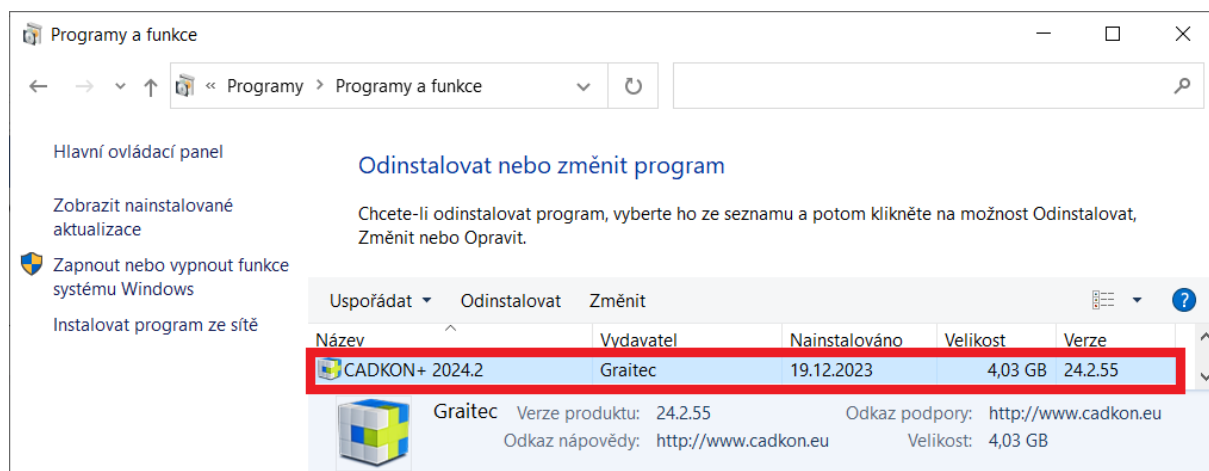 Programy a funkce
« Programy > Programy a funkce
Hlavní ovládací panel
Zobrazit nainstalované
aktualizace
Zapnout nebo vypnout funkce
systému Windows
Instalovat program ze sítě
Odinstalovat nebo změnit program
Chcete-li odinstalovat program, vyberte ho ze seznamu a potom klikněte na možnost Odinstalovat,
Změnit nebo Opravit.
Uspořádat Odinstalovat Změnit ?
Název Vydavatel Nainstalováno Velikost Verze
CADKON+ 2024.2 Graitec 19.12.2023 4,03 GB 24.2.55
Graitec Verze produktu: 24.2.55 Odkaz podpory: http://www.cadkon.eu
Odkaz nápovědy: http://www.cadkon.eu Velikost: 4,03 GB